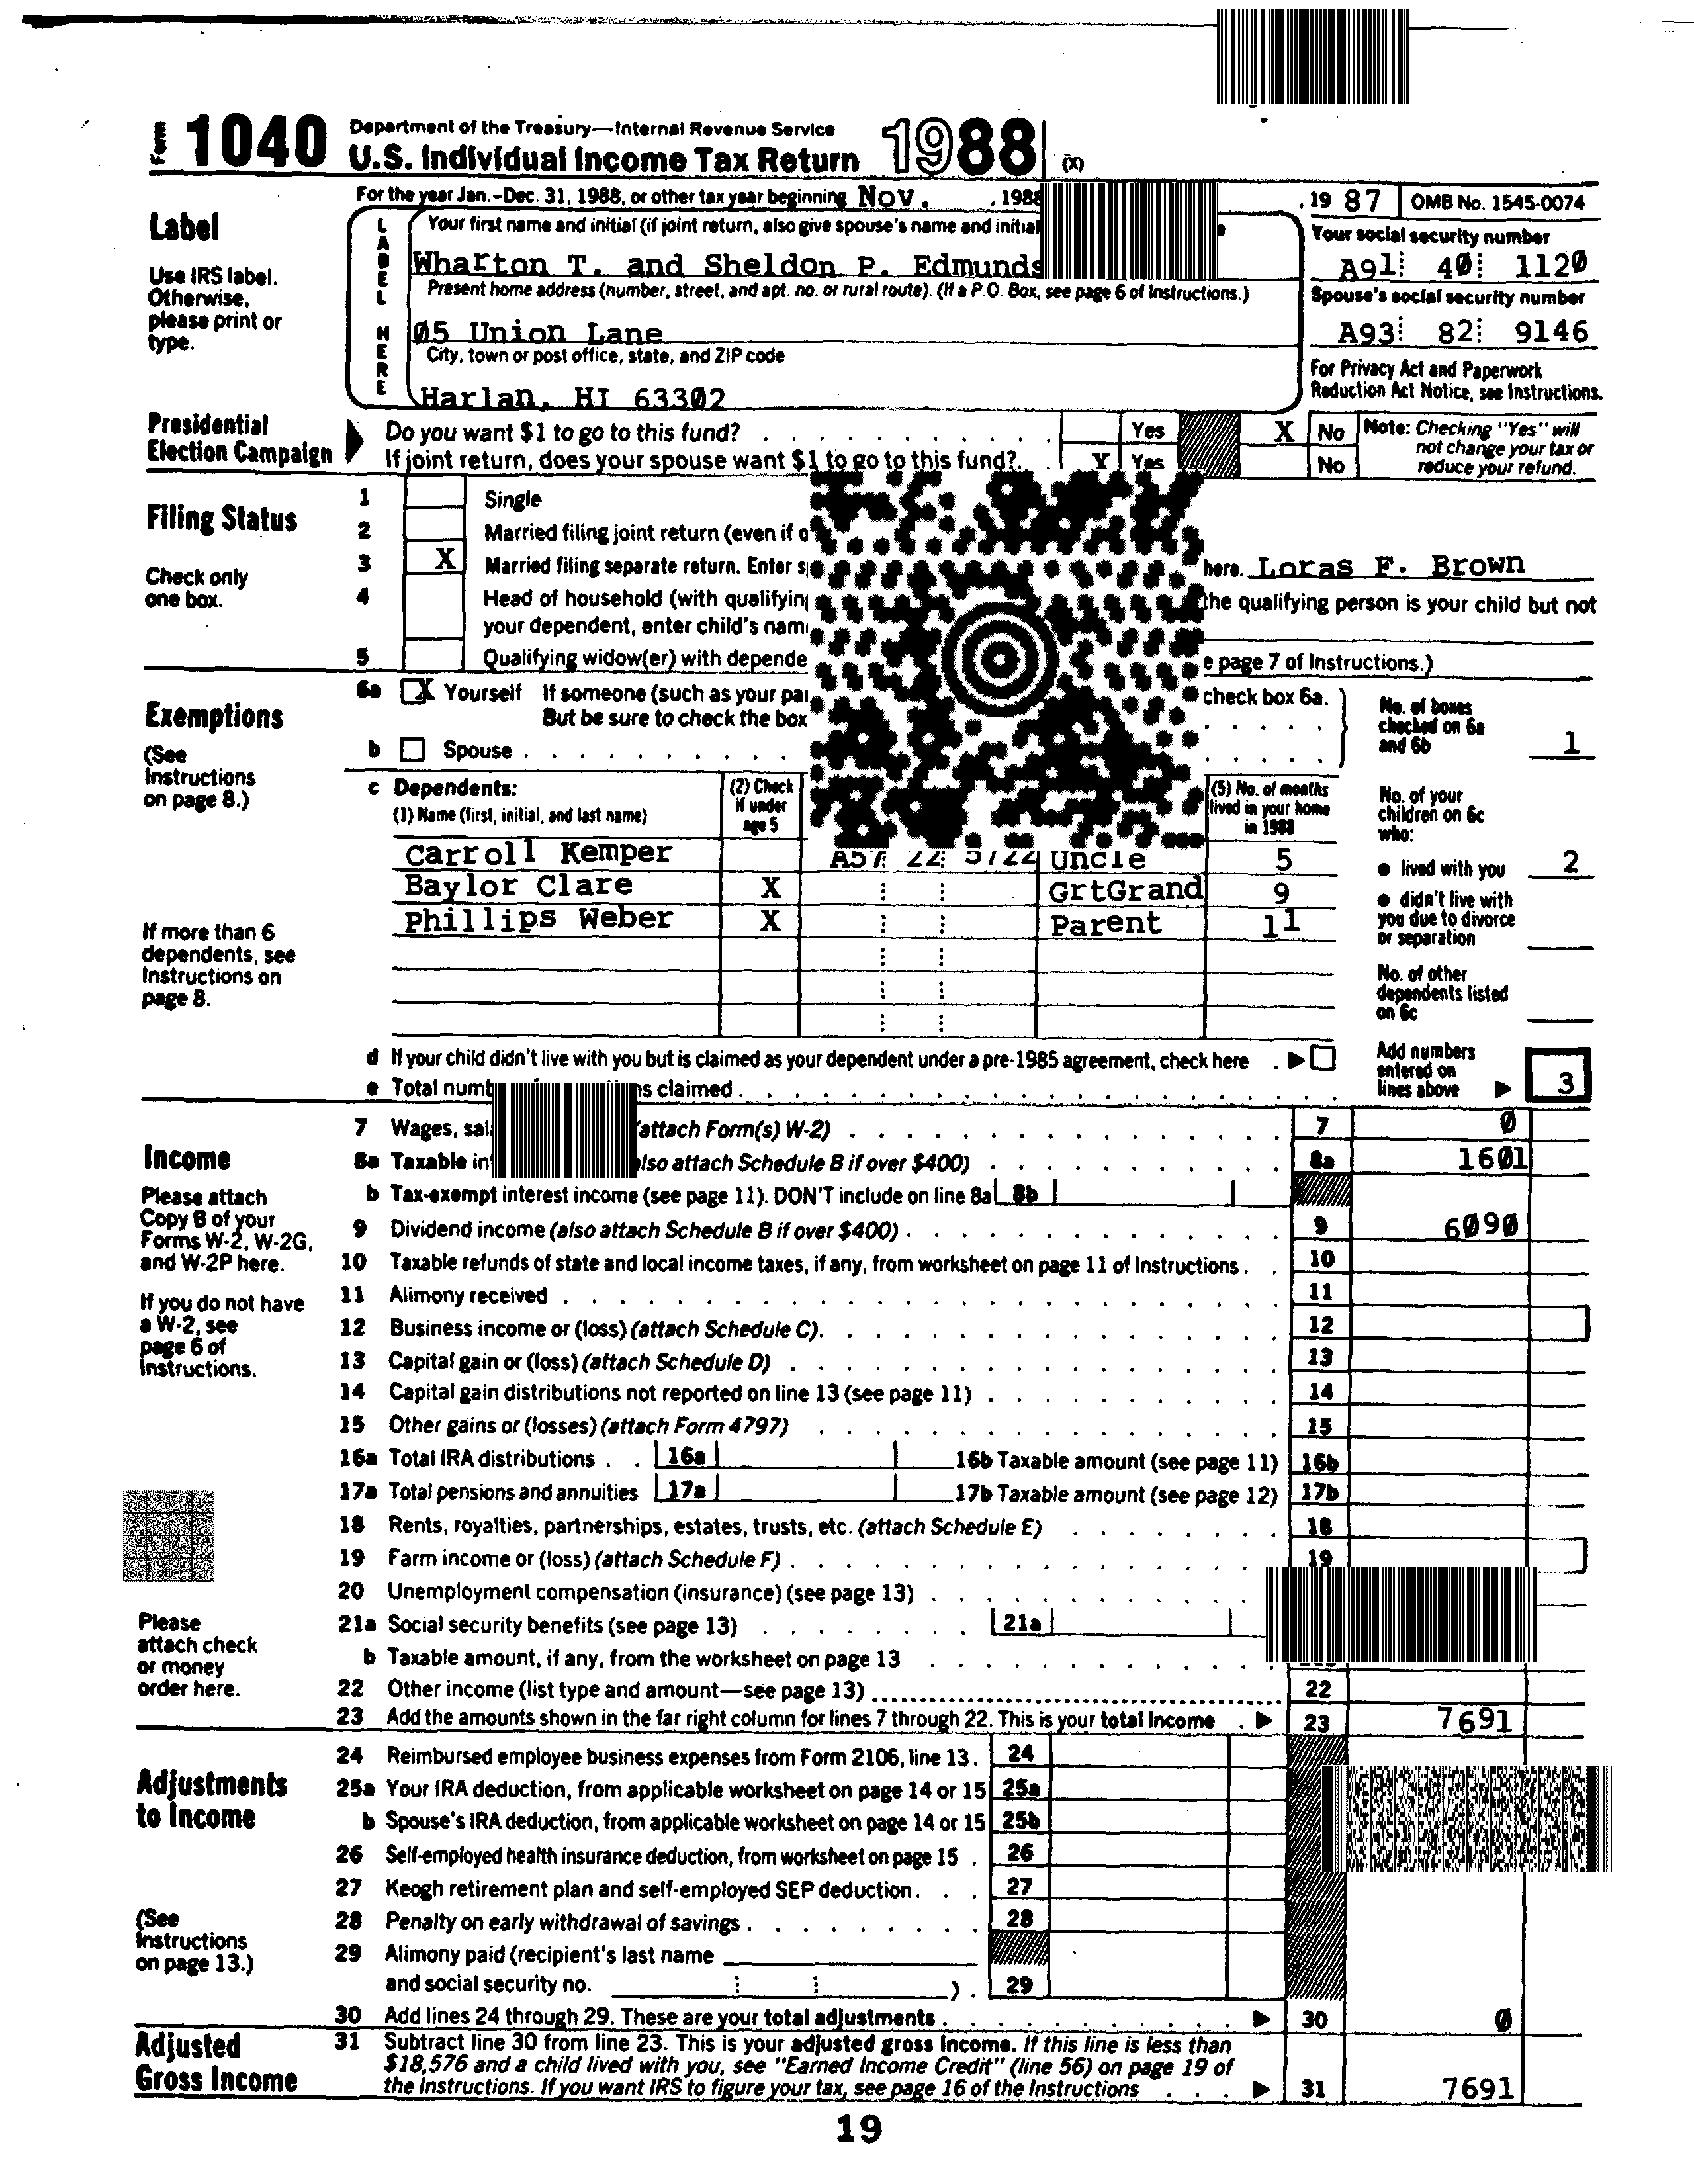 Form 1040 Department of the Treasury—Internal Revenue Service
U.S. Individual Income Tax Return 1988 (X)
For the year Jan.-Dec. 31, 1988, or other tax year beginning Nov. , 1988 , 19 87 OMB No. 1545-0074
Label
Use IRS label.
Otherwise,
please print or
type.
LABEL HERE
Your first name and initial (if joint return, also give spouse's name and initial
Wharton T. and Sheldon P. Edmunds
Your social security number
A91 40 1120
Present home address (number, street, and apt. no. or rural route). (If a P.O. Box, see page 6 of Instructions.)
05 Union Lane
Spouse's social security number
A93 82 9146
City, town or post office, state, and ZIP code
Harlan, HI 63302
For Privacy Act and Paperwork
Reduction Act Notice, see Instructions.
Presidential
Election Campaign
Do you want $1 to go to this fund? Yes X No
If joint return, does your spouse want $1 to go to this fund? X Yes No
Note: Checking "Yes" will
not change your tax or
reduce your refund.
Filing Status
Check only
one box.
1 Single
2 Married filing joint return (even if
3 X Married filing separate return. Enter here. Loras F. Brown
4 Head of household (with qualifying the qualifying person is your child but not
your dependent, enter child's
5 Qualifying widow(er) with e page 7 of Instructions.)
Exemptions
(See
Instructions
on page 8.)
If more than 6
dependents, see
Instructions on
page 8.
6a X Yourself If someone (such as your check box 6a.
But be sure to check the box
b Spouse
No. of boxes
checked on 6a
and 6b 1
c Dependents:
(1) Name (first, initial, and last name)
(2) Check
if under
age 5
(5) No. of months
lived in your home
in 1988
Carroll Kemper Uncle 5
Baylor Clare X GrtGrand 9
Phillips Weber X Parent 11
No. of your
children on 6c
who:
● lived with you 2
● didn't live with
you due to divorce
or separation
No. of other
dependents listed
on 6c
d If your child didn't live with you but is claimed as your dependent under a pre-1985 agreement, check here
e Total claimed
Add numbers
entered on
lines above 3
Income
Please attach
Copy B of your
Forms W-2, W-2G,
and W-2P here.
If you do not have
a W-2, see
page 6 of
Instructions.
Please
attach check
or money
order here.
7 Wages, (attach Form(s) W-2) 7 0
8a Taxable also attach Schedule B if over $400) 8a 1601
b Tax-exempt interest income (see page 11). DON'T include on line 8a 8b
9 Dividend income (also attach Schedule B if over $400) 9 6090
10 Taxable refunds of state and local income taxes, if any, from worksheet on page 11 of Instructions 10
11 Alimony received 11
12 Business income or (loss) (attach Schedule C) 12
13 Capital gain or (loss) (attach Schedule D) 13
14 Capital gain distributions not reported on line 13 (see page 11) 14
15 Other gains or (losses) (attach Form 4797) 15
16a Total IRA distributions 16a 16b Taxable amount (see page 11) 16b
17a Total pensions and annuities 17a 17b Taxable amount (see page 12) 17b
18 Rents, royalties, partnerships, estates, trusts, etc. (attach Schedule E) 18
19 Farm income or (loss) (attach Schedule F) 19
20 Unemployment compensation (insurance) (see page 13)
21a Social security benefits (see page 13) 21a
b Taxable amount, if any, from the worksheet on page 13
22 Other income (list type and amount—see page 13) 22
23 Add the amounts shown in the far right column for lines 7 through 22. This is your total income 23 7691
Adjustments
to Income
(See
Instructions
on page 13.)
24 Reimbursed employee business expenses from Form 2106, line 13. 24
25a Your IRA deduction, from applicable worksheet on page 14 or 15 25a
b Spouse's IRA deduction, from applicable worksheet on page 14 or 15 25b
26 Self-employed health insurance deduction, from worksheet on page 15 26
27 Keogh retirement plan and self-employed SEP deduction 27
28 Penalty on early withdrawal of savings 28
29 Alimony paid (recipient's last name
and social security no. ) 29
30 Add lines 24 through 29. These are your total adjustments 30 0
Adjusted
Gross Income
31 Subtract line 30 from line 23. This is your adjusted gross income. If this line is less than
$18,576 and a child lived with you, see "Earned Income Credit" (line 56) on page 19 of
the Instructions. If you want IRS to figure your tax, see page 16 of the Instructions 31 7691
19